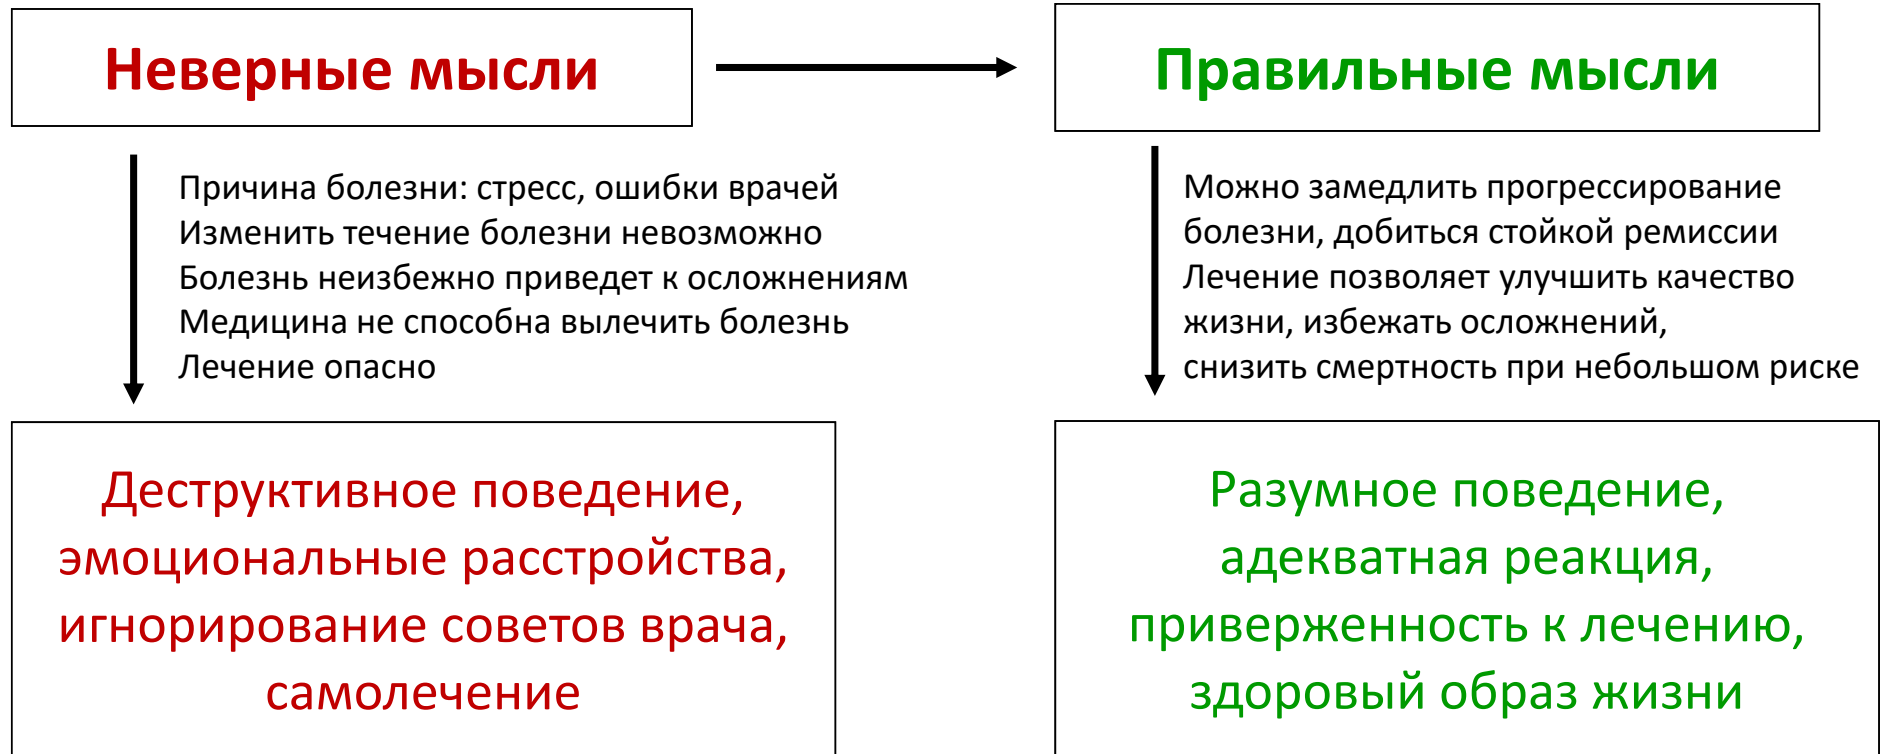 Неверные мысли
Правильные мысли
Причина болезни: стресс, ошибки врачей
Изменить течение болезни невозможно
Болезнь неизбежно приведет к осложнениям
Медицина не способна вылечить болезнь
Лечение опасно
Можно замедлить прогрессирование
болезни, добиться стойкой ремиссии
Лечение позволяет улучшить качество
жизни, избежать осложнений,
снизить смертность при небольшом риске
Деструктивное поведение,
эмоциональные расстройства,
игнорирование советов врача,
самолечение
Разумное поведение,
адекватная реакция,
приверженность к лечению,
здоровый образ жизни